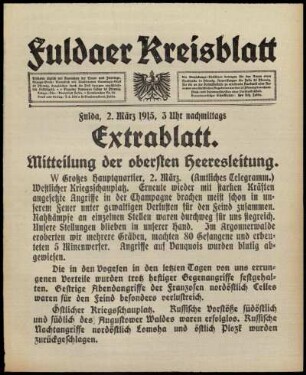 Fuldaer Kreisblatt
Fulda, 2. März 1915, 3 Uhr nachmittags
Extrablatt.
Mitteilung der obersten Heeresleitung.
W Großes Hauptquartier, 2. März. (Amtliches Telegramm.)
Westlicher Kriegsschauplatz. Erneute wieder mit starken Kräften
angesetzte Angriffe in der Champagne brachen meist schon in un-
serem Feuer unter gewaltigen Verlusten für den Feind zusammen.
Nahkämpfe an einzelnen Stellen waren durchweg für uns siegreich.
Unsere Stellungen blieben in unserer Hand. Im Argonnerwalde
eroberten wir mehrere Gräben, machten 80 Gefangene und erbeu-
teten 5 Minenwerfer. Angriffe auf Vauquois wurden blutig ab-
gewiesen.
Die in den Vogesen in den letzten Tagen von uns errun-
genen Vorteile wurden trotz heftiger Gegenangriffe festgehal-
ten. Gestrige Abendangriffe der Franzosen nordöstlich Celles
waren für den Feind besonders verlustreich.
Östlicher Kriegsschauplatz. Russische Vorstöße südöstlich
und südlich des Augustower Waldes waren erfolglos. Russische
Nachtangriffe nordöstlich Lomsha und östlich Plozk wurden
zurückgeschlagen.